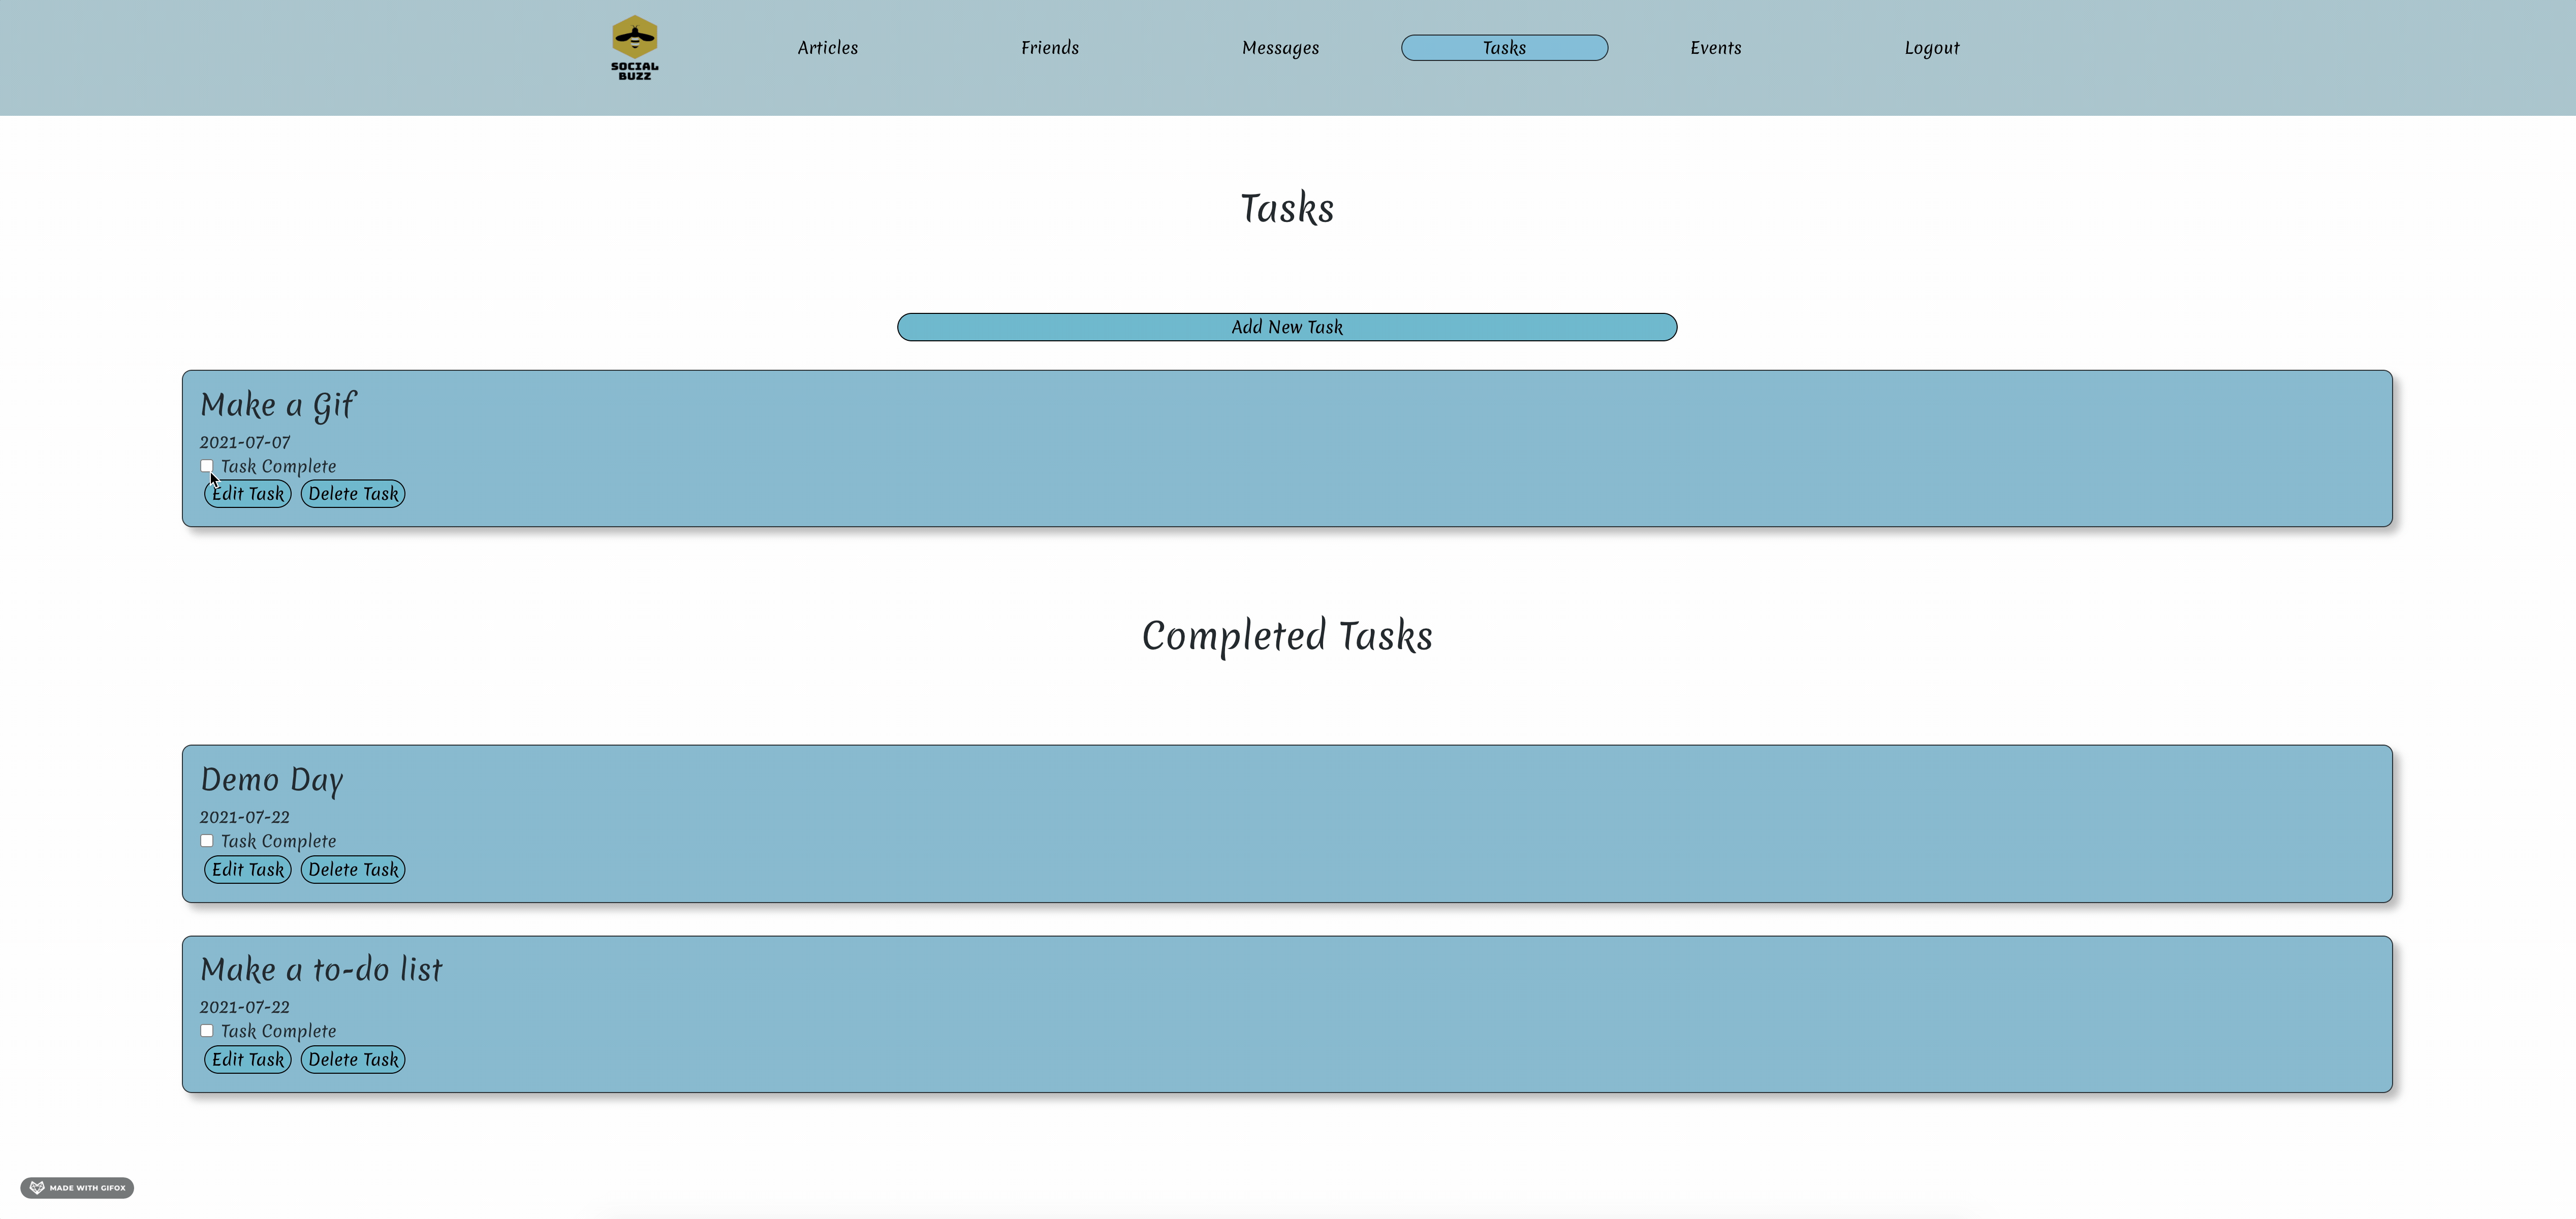 SOCIAL
BUZZ
Articles Friends Messages Tasks Events Logout
Tasks
Add New Task
Make a Gif
2021-07-07
Task Complete
Edit Task Delete Task
Completed Tasks
Demo Day
2021-07-22
Task Complete
Edit Task Delete Task
Make a to-do list
2021-07-22
Task Complete
Edit Task Delete Task
MADE WITH GIFOX